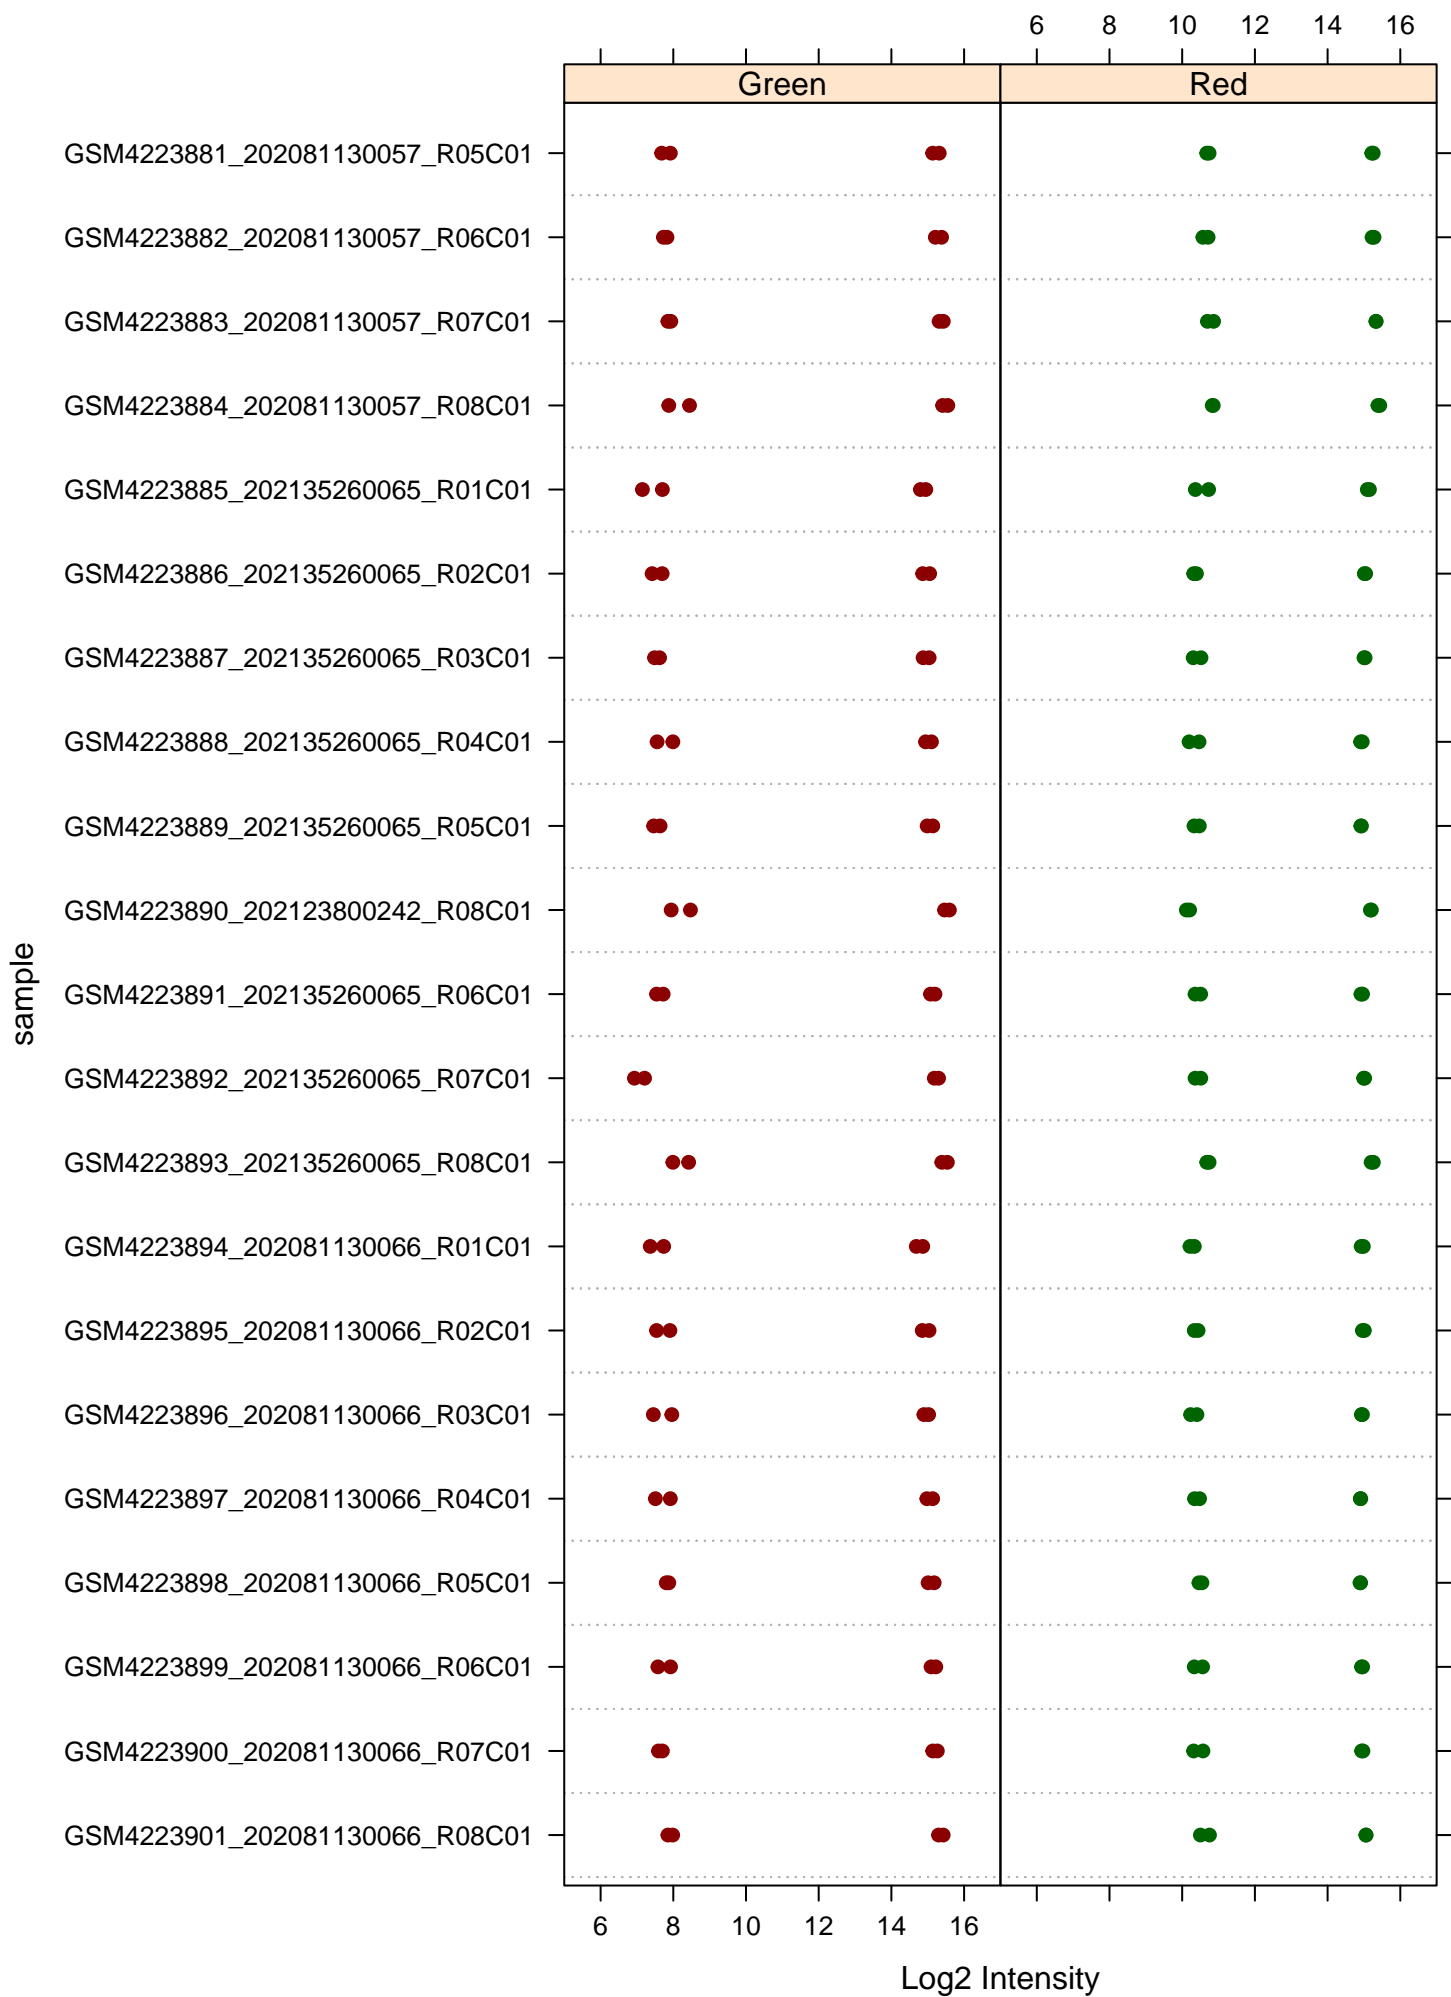 6 8 10 12 14 16
Green Red
GSM4223881_202081130057_R05C01
GSM4223882_202081130057_R06C01
GSM4223883_202081130057_R07C01
GSM4223884_202081130057_R08C01
GSM4223885_202135260065_R01C01
GSM4223886_202135260065_R02C01
GSM4223887_202135260065_R03C01
GSM4223888_202135260065_R04C01
GSM4223889_202135260065_R05C01
GSM4223890_202123800242_R08C01
GSM4223891_202135260065_R06C01
GSM4223892_202135260065_R07C01
GSM4223893_202135260065_R08C01
GSM4223894_202081130066_R01C01
GSM4223895_202081130066_R02C01
GSM4223896_202081130066_R03C01
GSM4223897_202081130066_R04C01
GSM4223898_202081130066_R05C01
GSM4223899_202081130066_R06C01
GSM4223900_202081130066_R07C01
GSM4223901_202081130066_R08C01
sample
6 8 10 12 14 16
Log2 Intensity